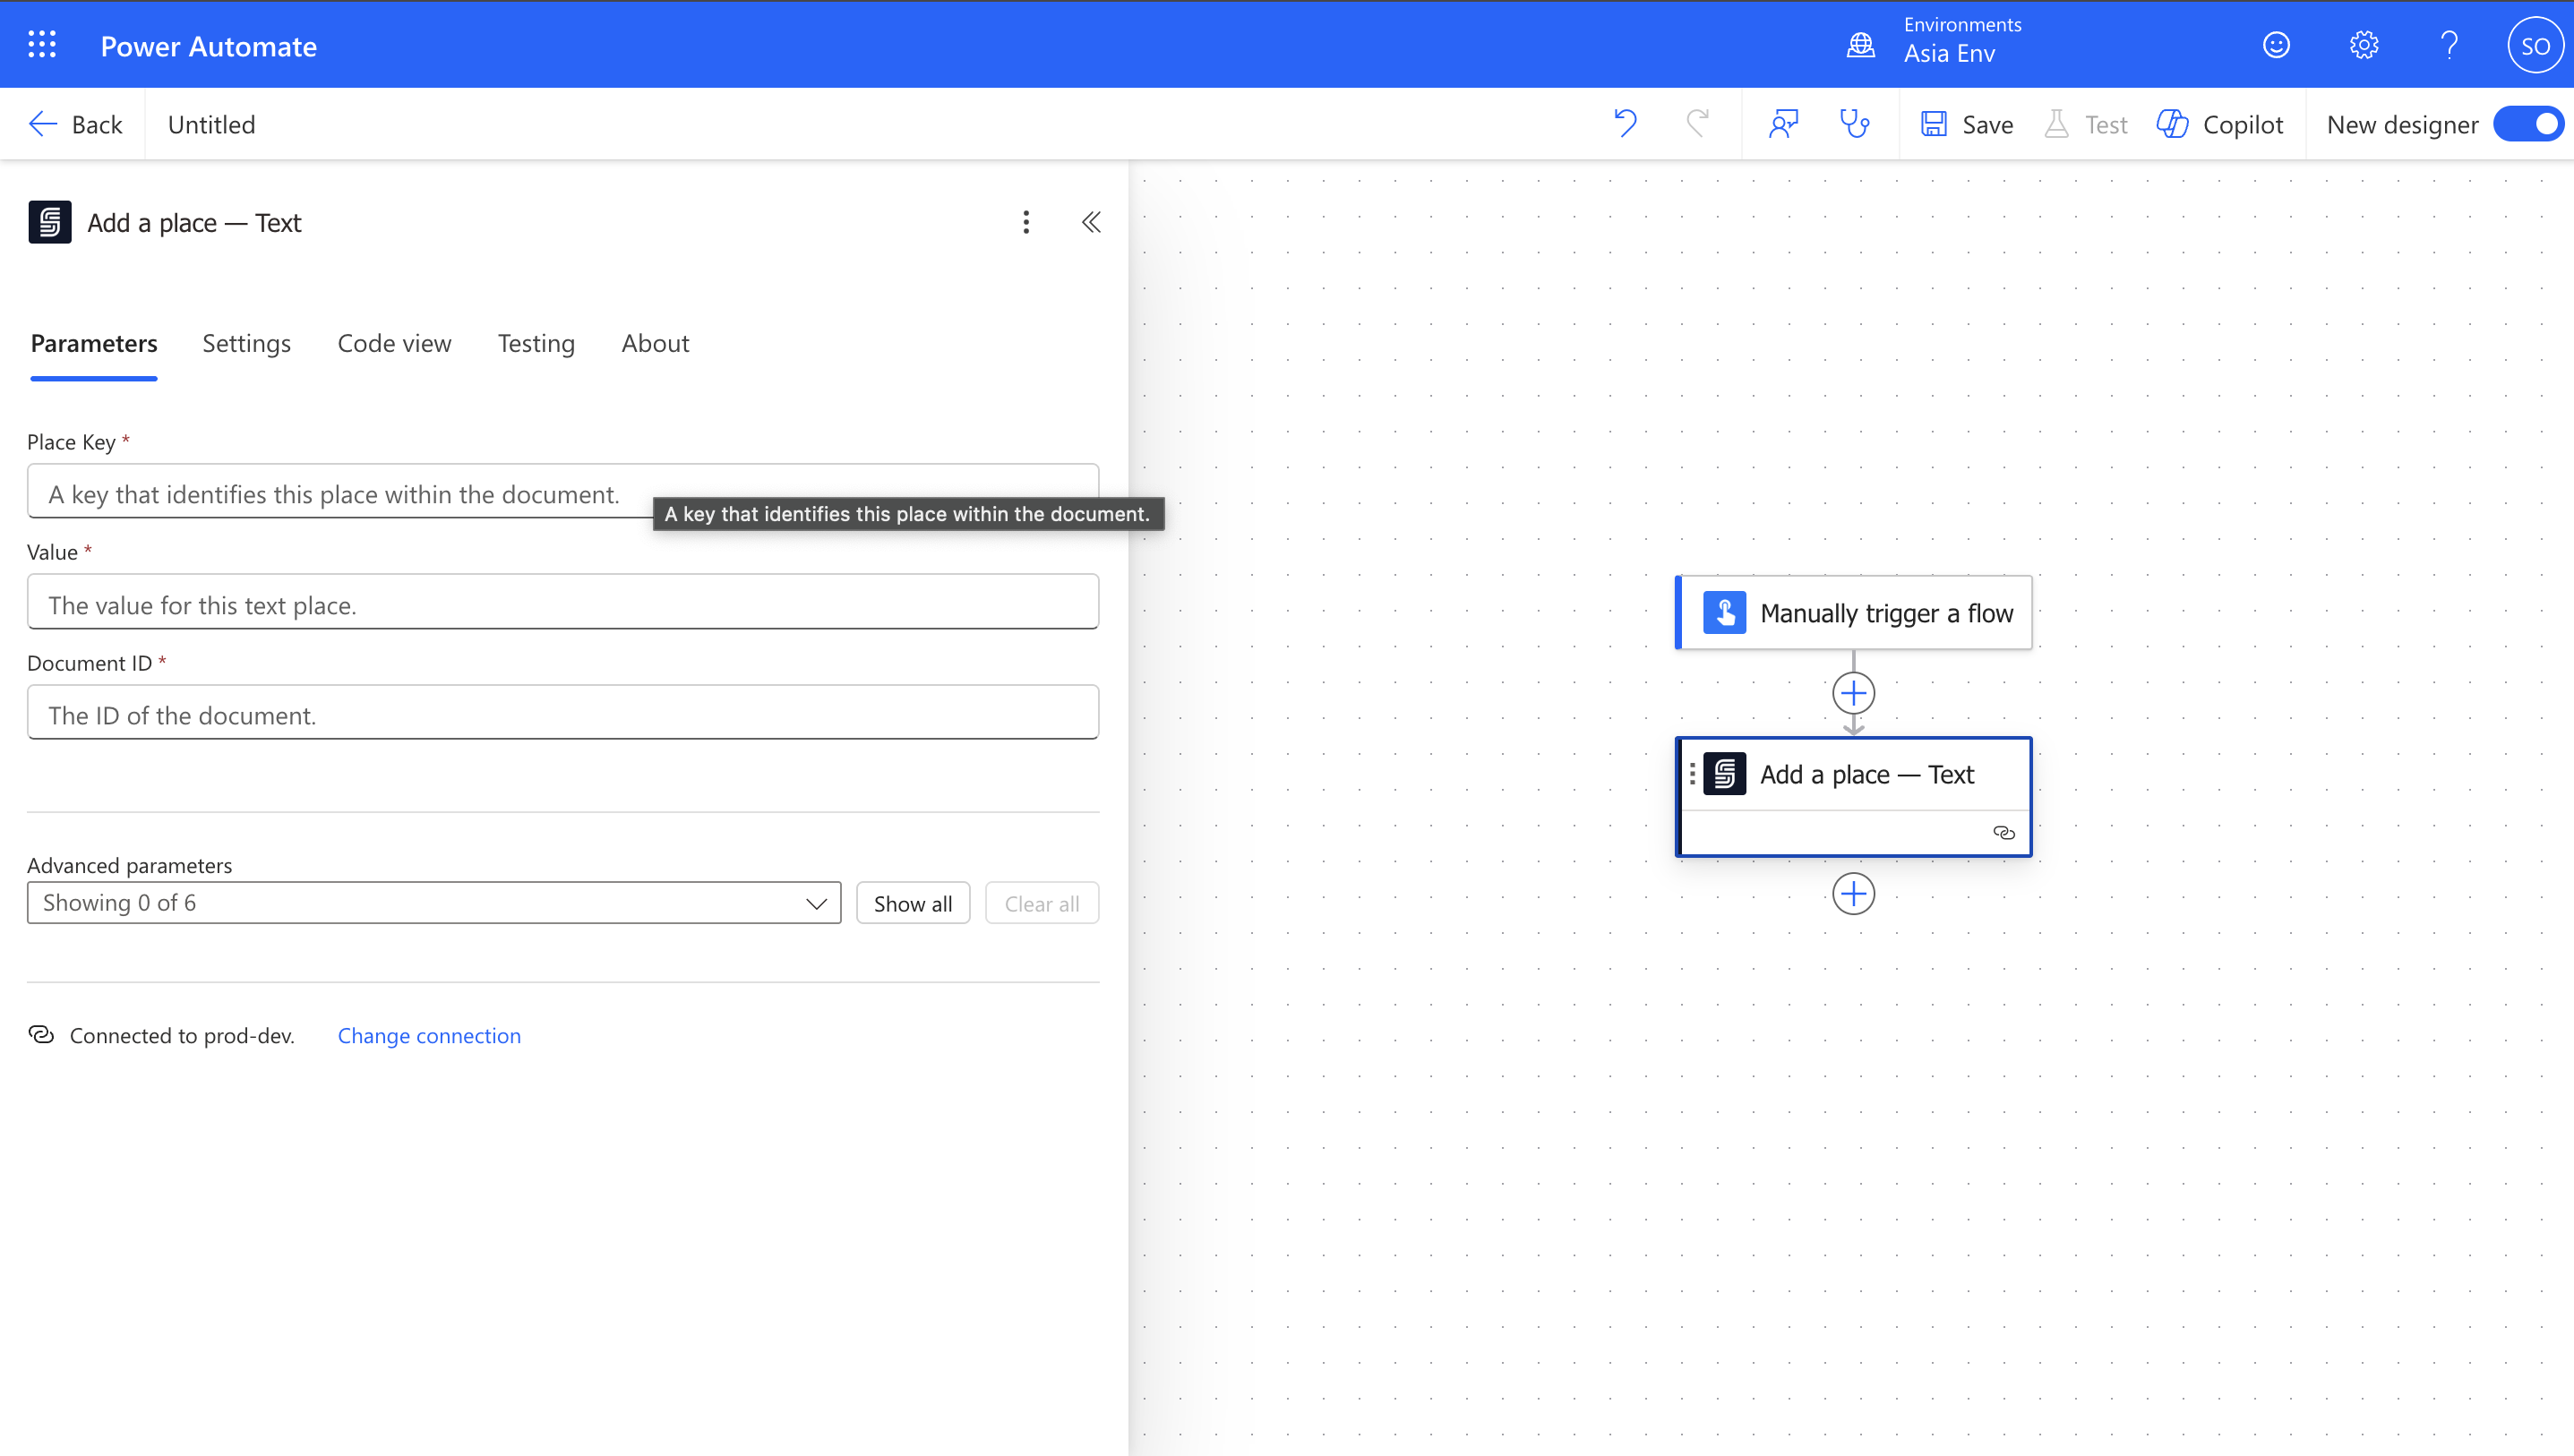 Power Automate
Environments
Asia Env
SO
Back
Untitled
Save
Test
Copilot
New designer
Add a place — Text
Parameters
Settings
Code view
Testing
About
Place Key *
A key that identifies this place within the document.
A key that identifies this place within the document.
Value *
The value for this text place.
Document ID *
The ID of the document.
Advanced parameters
Showing 0 of 6
Show all
Clear all
Connected to prod-dev.
Change connection
Manually trigger a flow
Add a place — Text